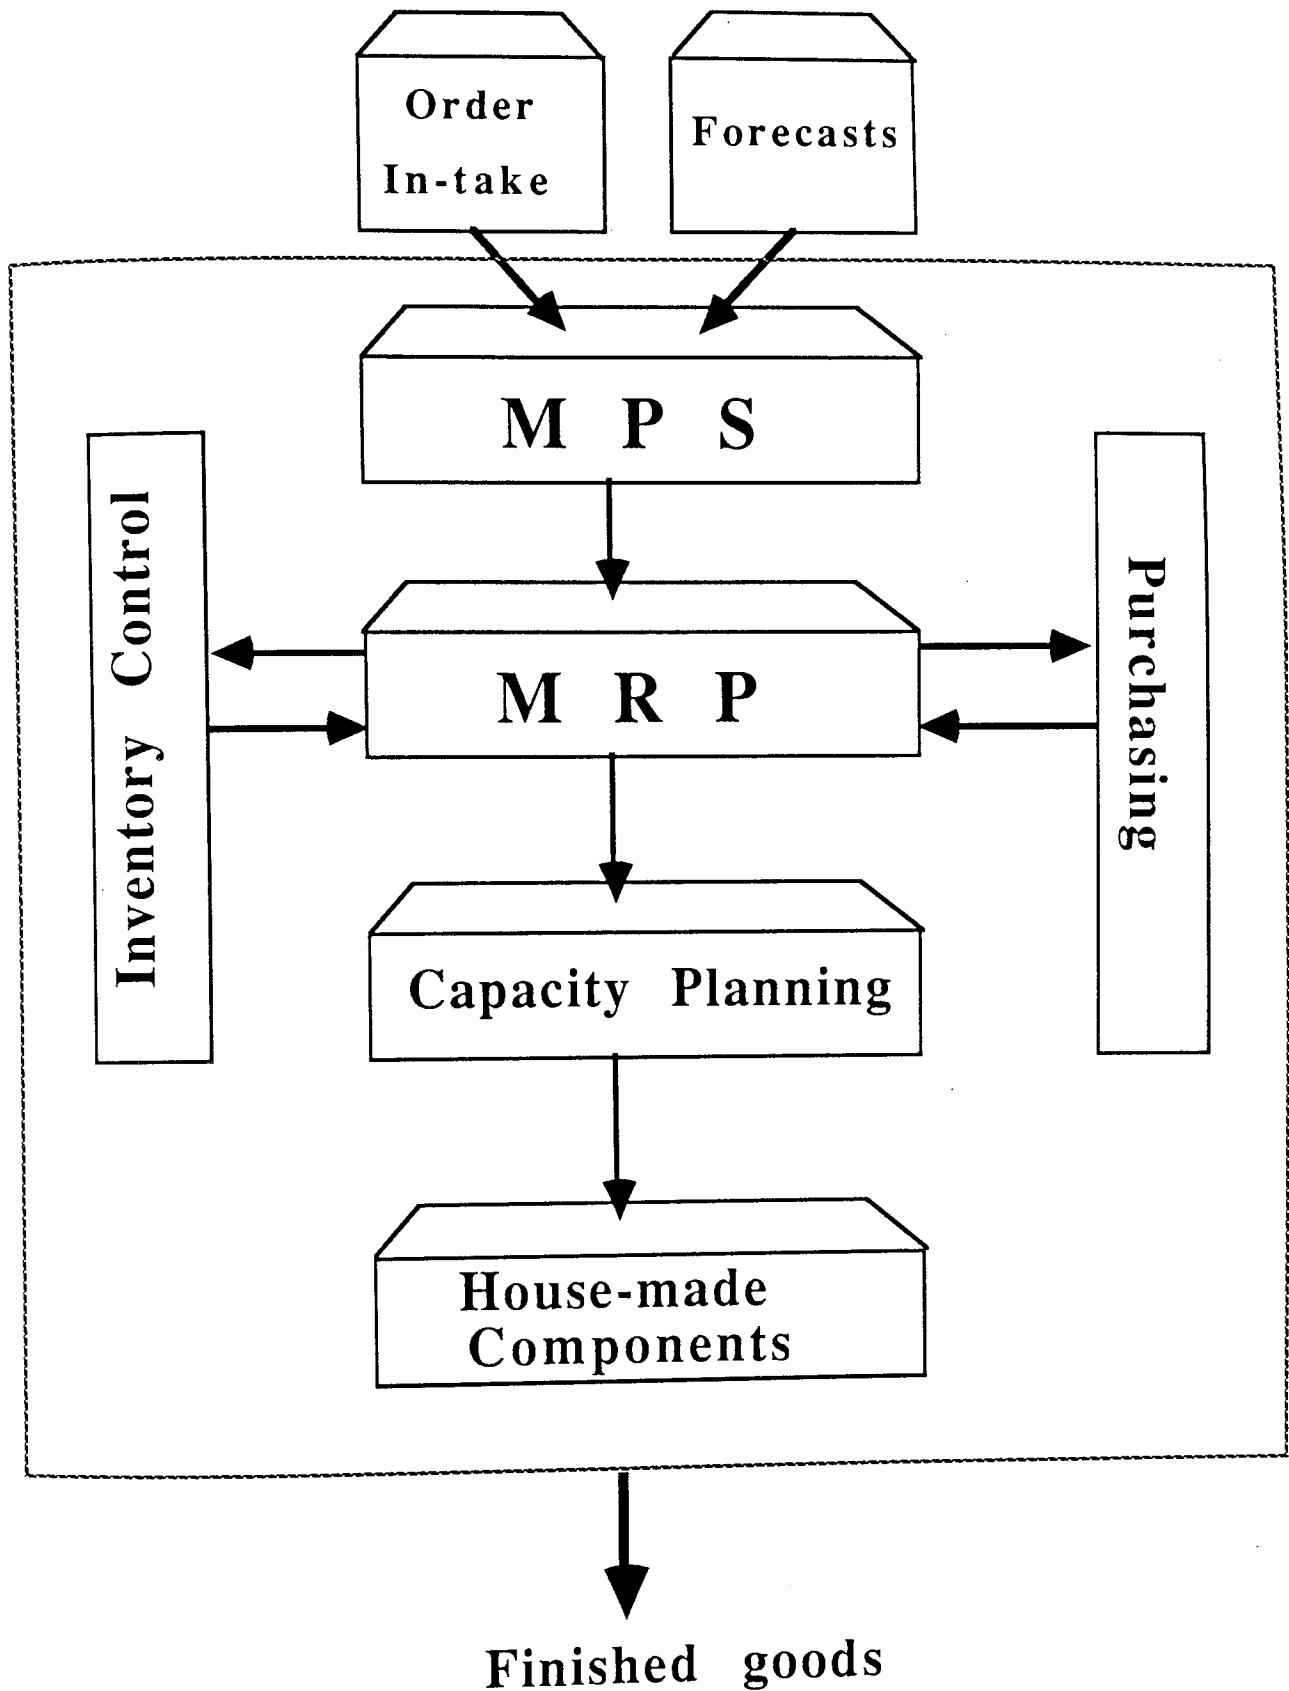 Order
In-take
Forecasts
M P S
Inventory Control
Purchasing
M R P
Capacity Planning
House-made
Components
Finished goods